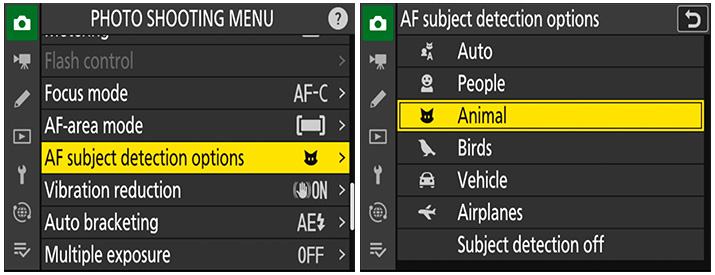 PHOTO SHOOTING MENU ?
Metering
Flash control
Focus mode AF-C
AF-area mode
AF subject detection options
Vibration reduction ON
Auto bracketing AE
Multiple exposure OFF
AF subject detection options
Auto
People
Animal
Birds
Vehicle
Airplanes
Subject detection off